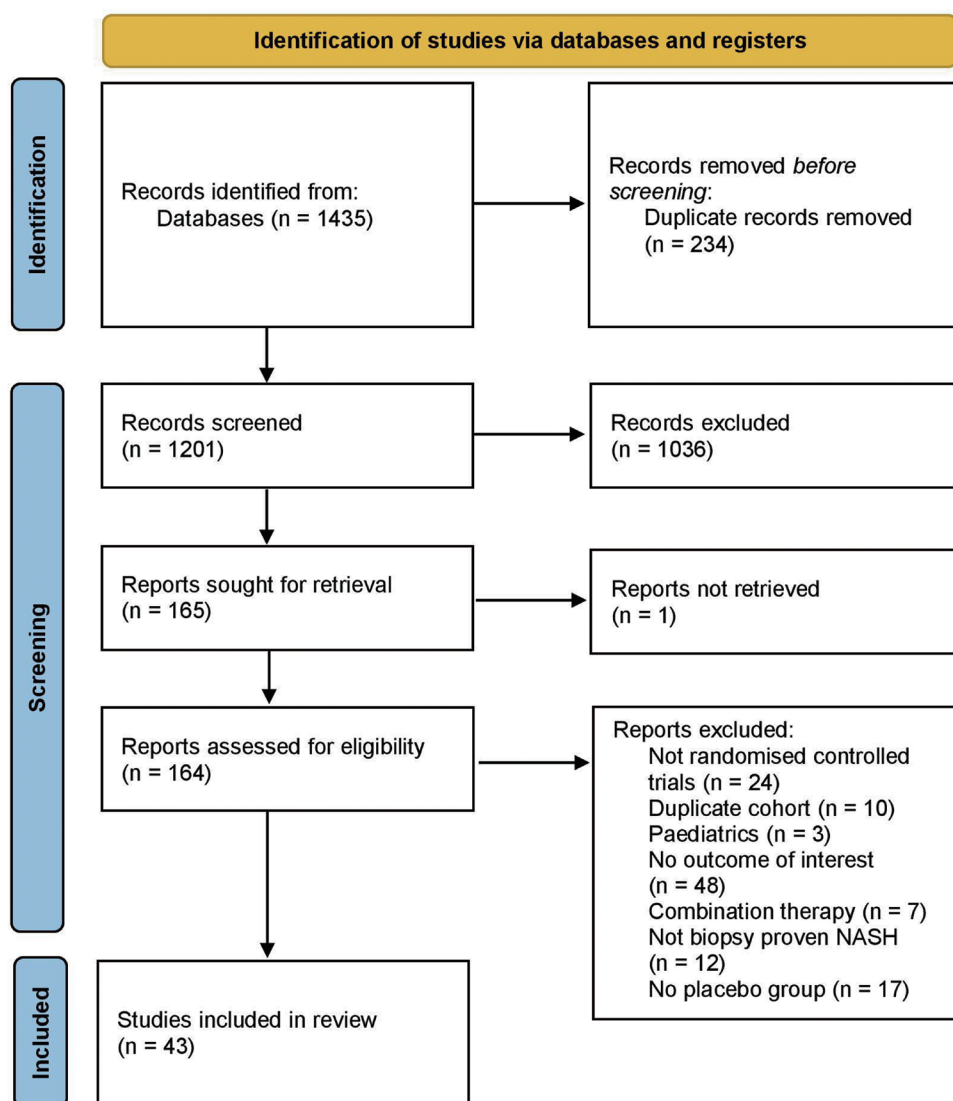 Identification of studies via databases and registers
Identification
Records identified from:
Databases (n = 1435)
Records removed before
screening:
Duplicate records removed
(n = 234)
Screening
Records screened
(n = 1201)
Records excluded
(n = 1036)
Reports sought for retrieval
(n = 165)
Reports not retrieved
(n = 1)
Reports assessed for eligibility
(n = 164)
Reports excluded:
Not randomised controlled
trials (n = 24)
Duplicate cohort (n = 10)
Paediatrics (n = 3)
No outcome of interest
(n = 48)
Combination therapy (n = 7)
Not biopsy proven NASH
(n = 12)
No placebo group (n = 17)
Included
Studies included in review
(n = 43)